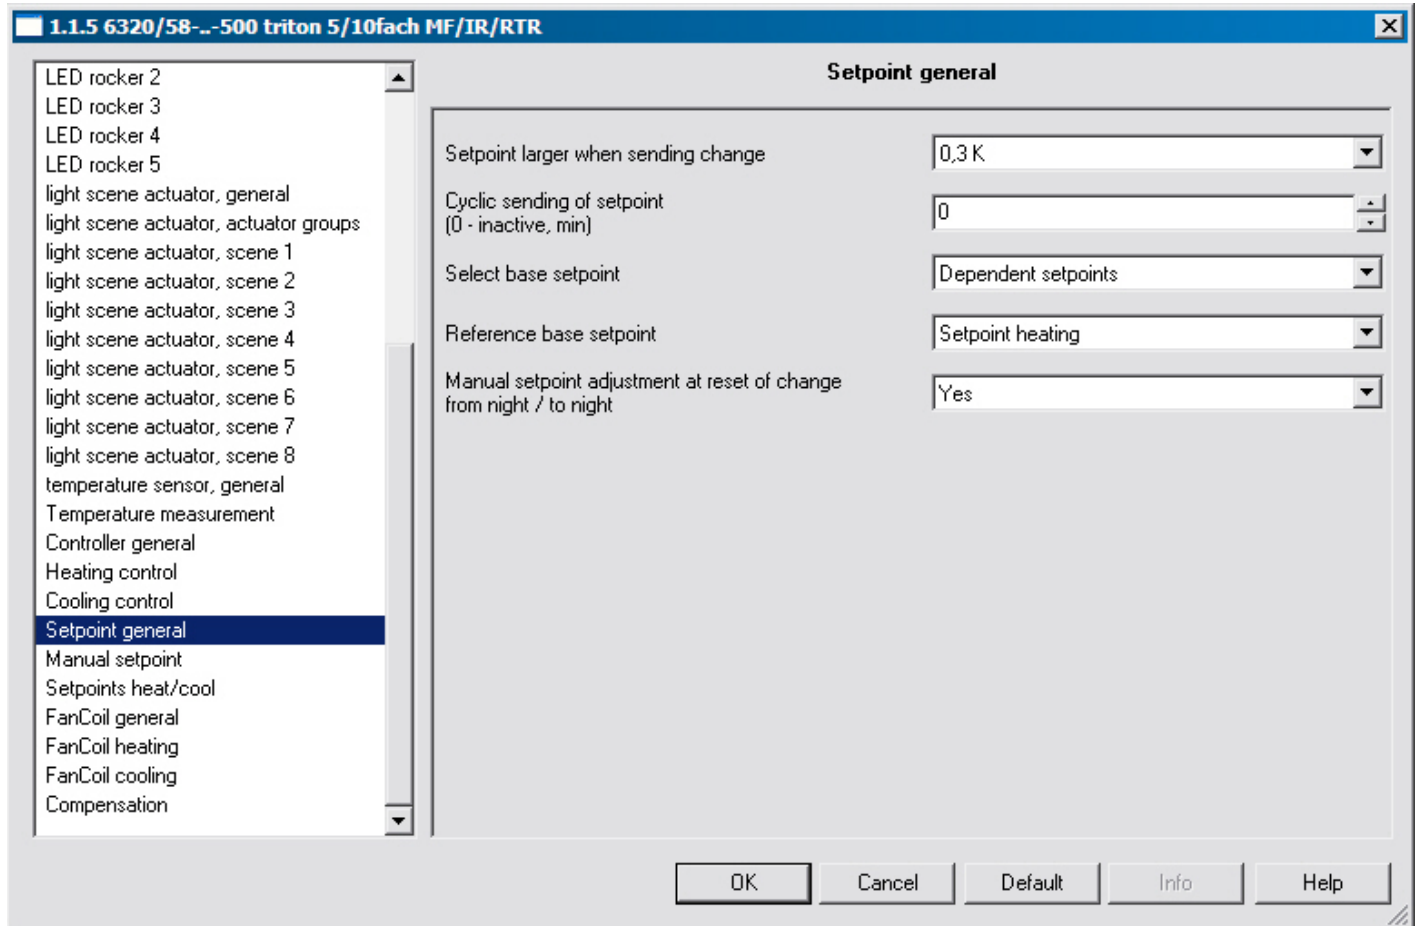 1.1.5 6320/58-..-500 triton 5/10fach MF/IR/RTR
LED rocker 2
LED rocker 3
LED rocker 4
LED rocker 5
light scene actuator, general
light scene actuator, actuator groups
light scene actuator, scene 1
light scene actuator, scene 2
light scene actuator, scene 3
light scene actuator, scene 4
light scene actuator, scene 5
light scene actuator, scene 6
light scene actuator, scene 7
light scene actuator, scene 8
temperature sensor, general
Temperature measurement
Controller general
Heating control
Cooling control
Setpoint general
Manual setpoint
Setpoints heat/cool
FanCoil general
FanCoil heating
FanCoil cooling
Compensation
Setpoint general
Setpoint larger when sending change
0,3 K
Cyclic sending of setpoint
(0 - inactive, min)
0
Select base setpoint
Dependent setpoints
Reference base setpoint
Setpoint heating
Manual setpoint adjustment at reset of change
from night / to night
Yes
OK
Cancel
Default
Info
Help